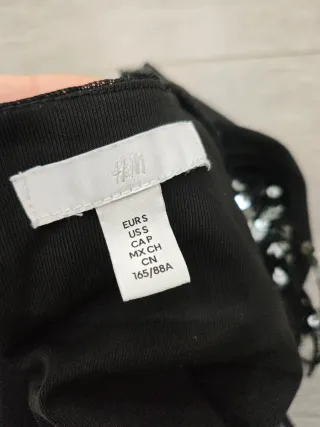 H&M
EUR S
US S
CA P
MX CH
CN
165/88A